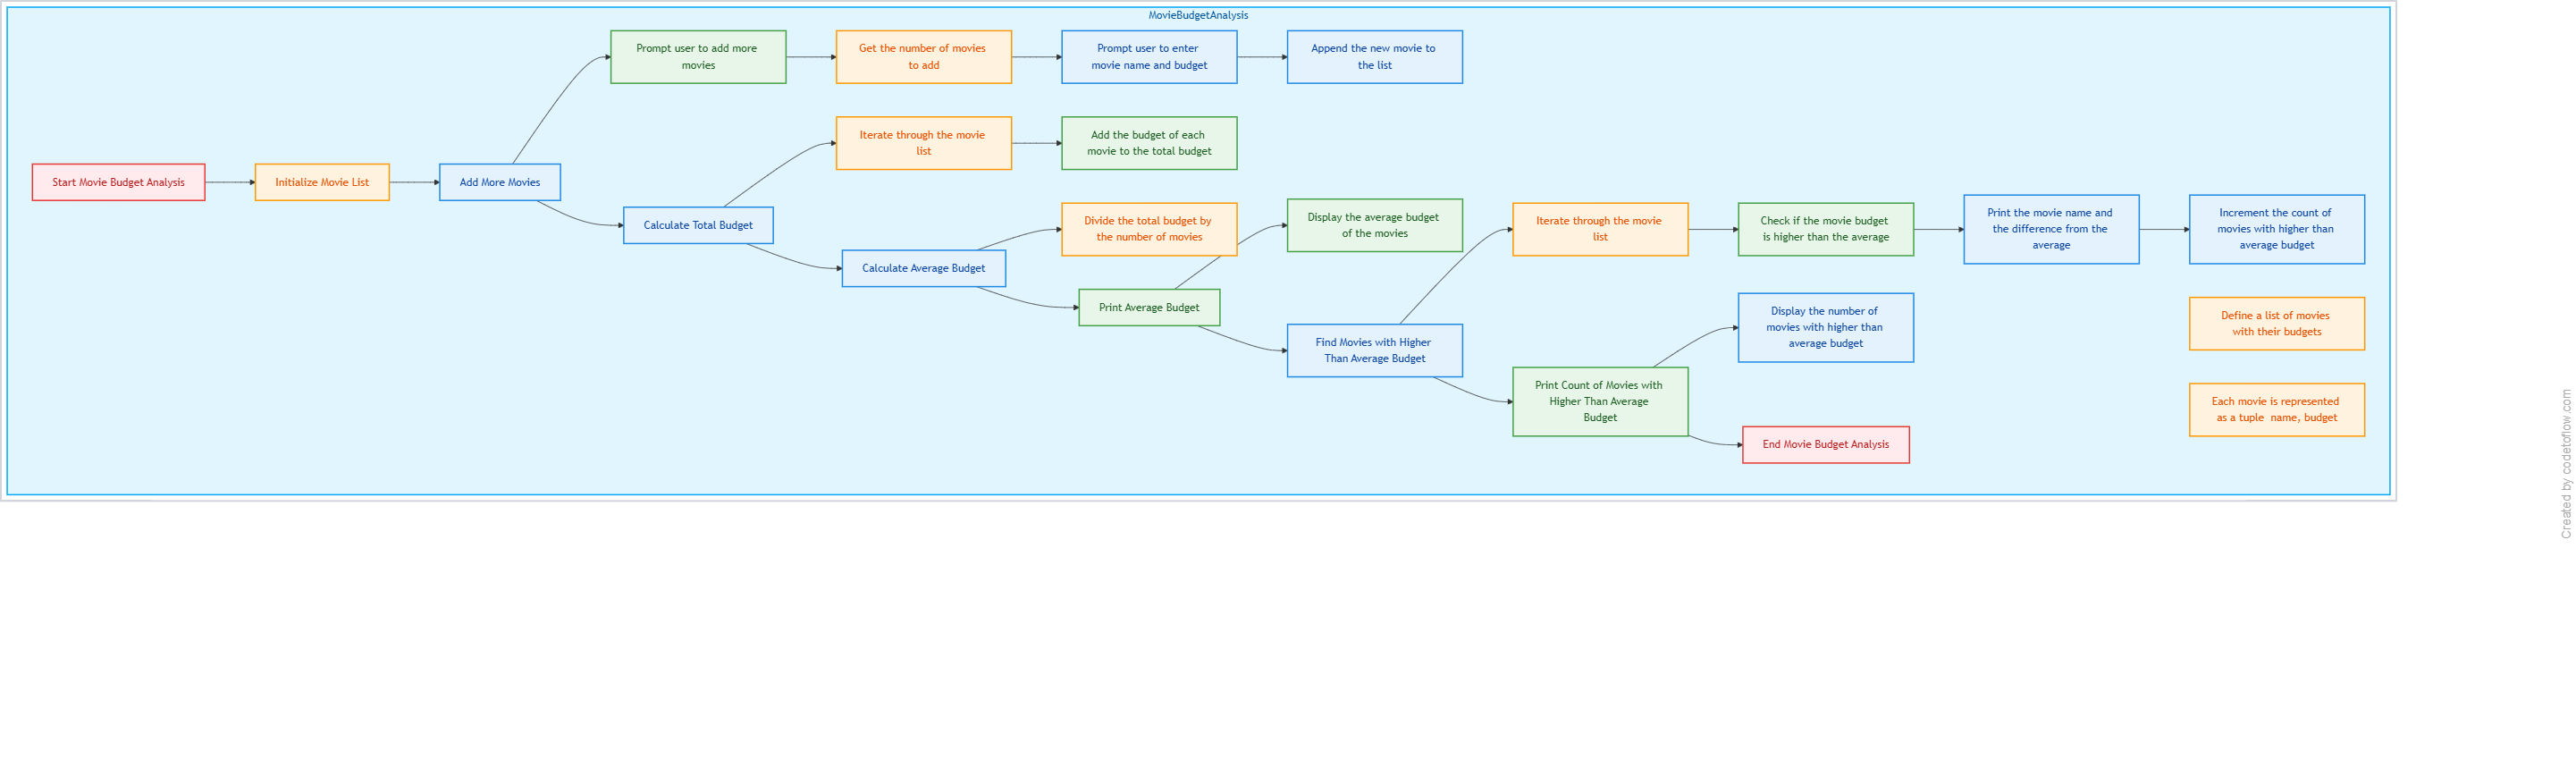 MovieBudgetAnalysis
Prompt user to add more
movies
Get the number of movies
to add
Prompt user to enter
movie name and budget
Append the new movie to
the list
Iterate through the movie
list
Add the budget of each
movie to the total budget
Start Movie Budget Analysis
Initialize Movie List
Add More Movies
Calculate Total Budget
Divide the total budget by
the number of movies
Display the average budget
of the movies
Iterate through the movie
list
Check if the movie budget
is higher than the average
Print the movie name and
the difference from the
average
Increment the count of
movies with higher than
average budget
Calculate Average Budget
Print Average Budget
Find Movies with Higher
Than Average Budget
Display the number of
movies with higher than
average budget
Define a list of movies
with their budgets
Print Count of Movies with
Higher Than Average
Budget
Each movie is represented
as a tuple name, budget
End Movie Budget Analysis
Created by codetoflow.com